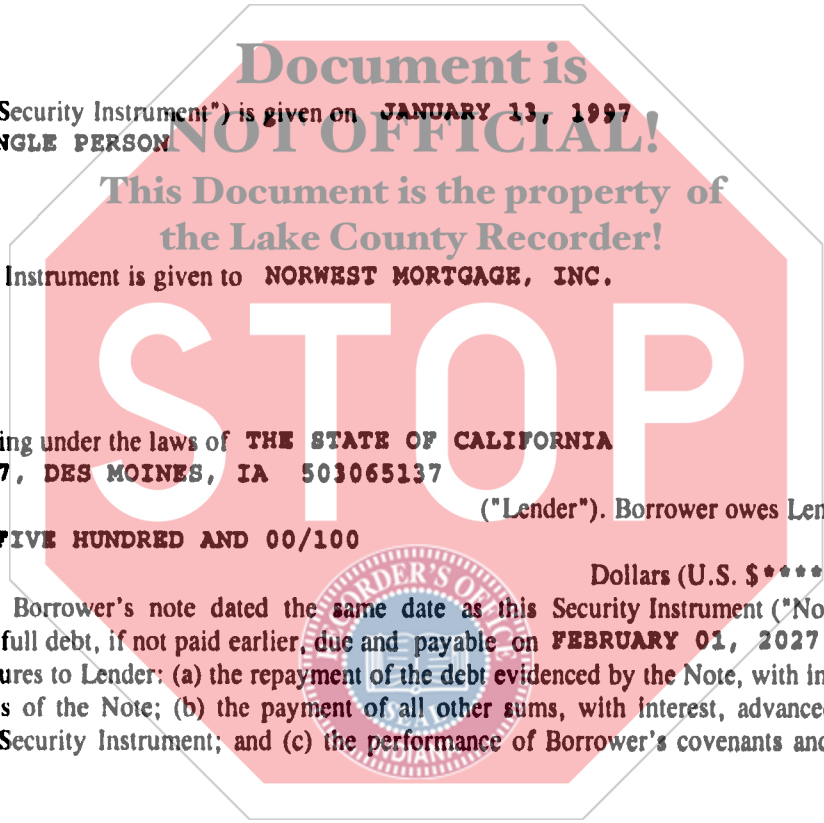 Document is
Security Instrument") is given on JANUARY 13, 1997
NOT OFFICIAL!
NGLE PERSON
This Document is the property of
the Lake County Recorder!
Instrument is given to NORWEST MORTGAGE, INC.
STOP
ing under the laws of THE STATE OF CALIFORNIA
7, DES MOINES, IA 503065137
("Lender"). Borrower owes Len
FIVE HUNDRED AND 00/100
Dollars (U.S. $****
RECORDER'S OFFICE
Borrower's note dated the same date as this Security Instrument ("No
full debt, if not paid earlier, due and payable on FEBRUARY 01, 2027
ures to Lender: (a) the repayment of the debt evidenced by the Note, with in
s of the Note; (b) the payment of all other sums, with interest, advance
SEAL
Security Instrument; and (c) the performance of Borrower's covenants and
INDIANA